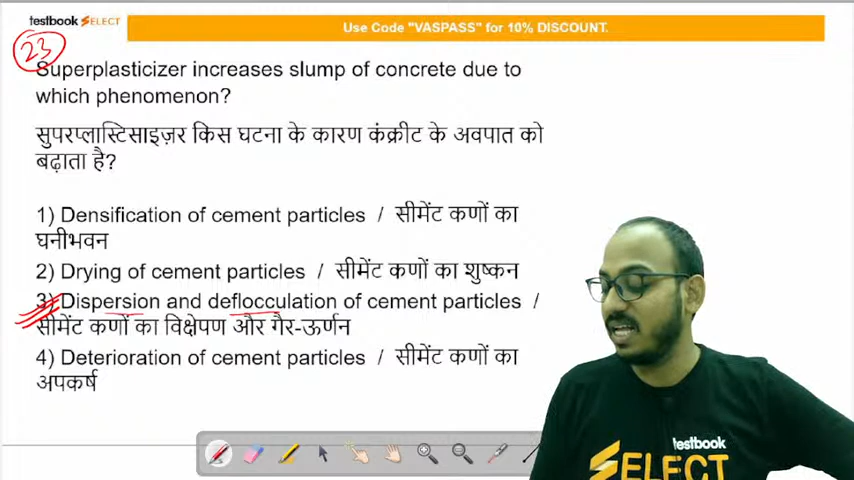 testbook SELECT
Use Code "VASPASS" for 10% DISCOUNT.
23
Superplasticizer increases slump of concrete due to
which phenomenon?
सुपरप्लास्टिसाइज़र किस घटना के कारण कंक्रीट के अवपात को
बढ़ाता है?
1) Densification of cement particles / सीमेंट कणों का
घनीभवन
2) Drying of cement particles / सीमेंट कणों का शुष्कन
3) Dispersion and deflocculation of cement particles /
सीमेंट कणों का विक्षेपण और गैर-ऊर्णन
4) Deterioration of cement particles / सीमेंट कणों का
अपकर्ष
testbook
SELECT